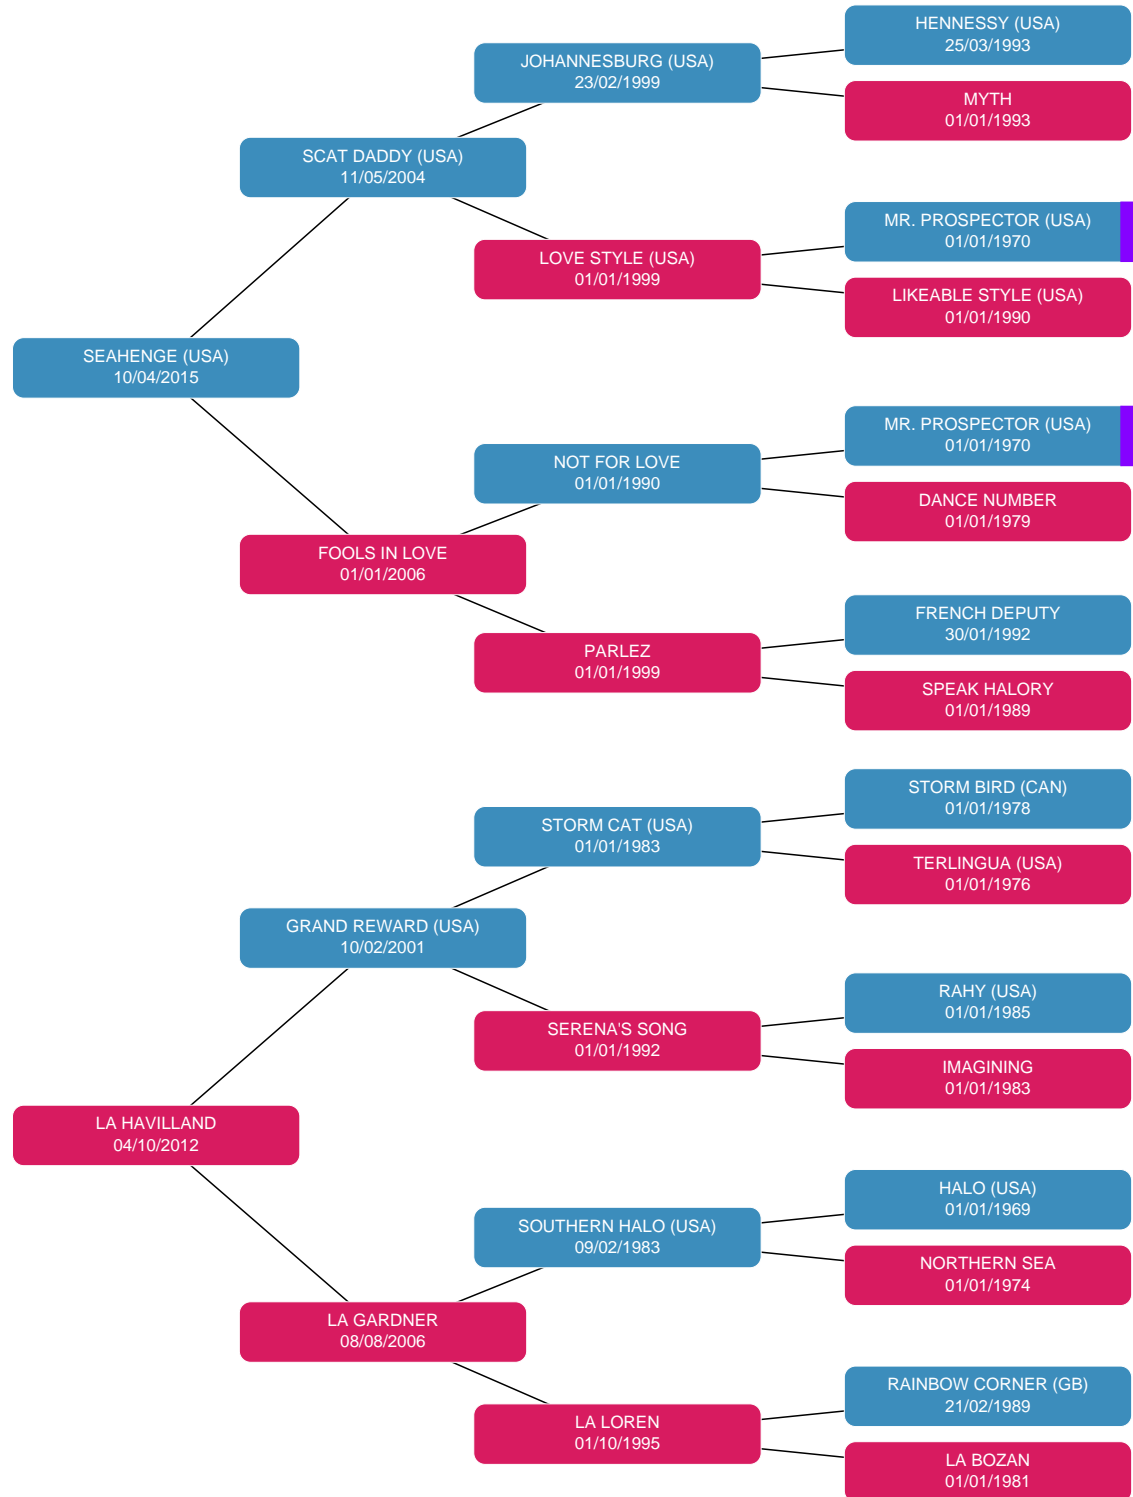 HENNESSY (USA)
25/03/1993
JOHANNESBURG (USA)
23/02/1999
MYTH
01/01/1993
SCAT DADDY (USA)
11/05/2004
MR. PROSPECTOR (USA)
01/01/1970
LOVE STYLE (USA)
01/01/1999
LIKEABLE STYLE (USA)
01/01/1990
SEAHENGE (USA)
10/04/2015
MR. PROSPECTOR (USA)
01/01/1970
NOT FOR LOVE
01/01/1990
DANCE NUMBER
01/01/1979
FOOLS IN LOVE
01/01/2006
FRENCH DEPUTY
30/01/1992
PARLEZ
01/01/1999
SPEAK HALORY
01/01/1989
STORM BIRD (CAN)
01/01/1978
STORM CAT (USA)
01/01/1983
TERLINGUA (USA)
01/01/1976
GRAND REWARD (USA)
10/02/2001
RAHY (USA)
01/01/1985
SERENA'S SONG
01/01/1992
IMAGINING
01/01/1983
LA HAVILLAND
04/10/2012
HALO (USA)
01/01/1969
SOUTHERN HALO (USA)
09/02/1983
NORTHERN SEA
01/01/1974
LA GARDNER
08/08/2006
RAINBOW CORNER (GB)
21/02/1989
LA LOREN
01/10/1995
LA BOZAN
01/01/1981